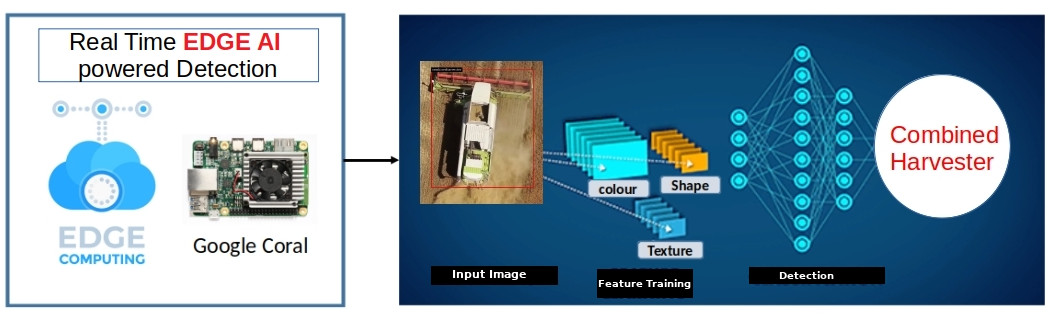 Real Time EDGE AI
powered Detection
EDGE
COMPUTING
Google Coral
colour
Shape
Texture
Input Image
Feature Training
Detection
Combined
Harvester